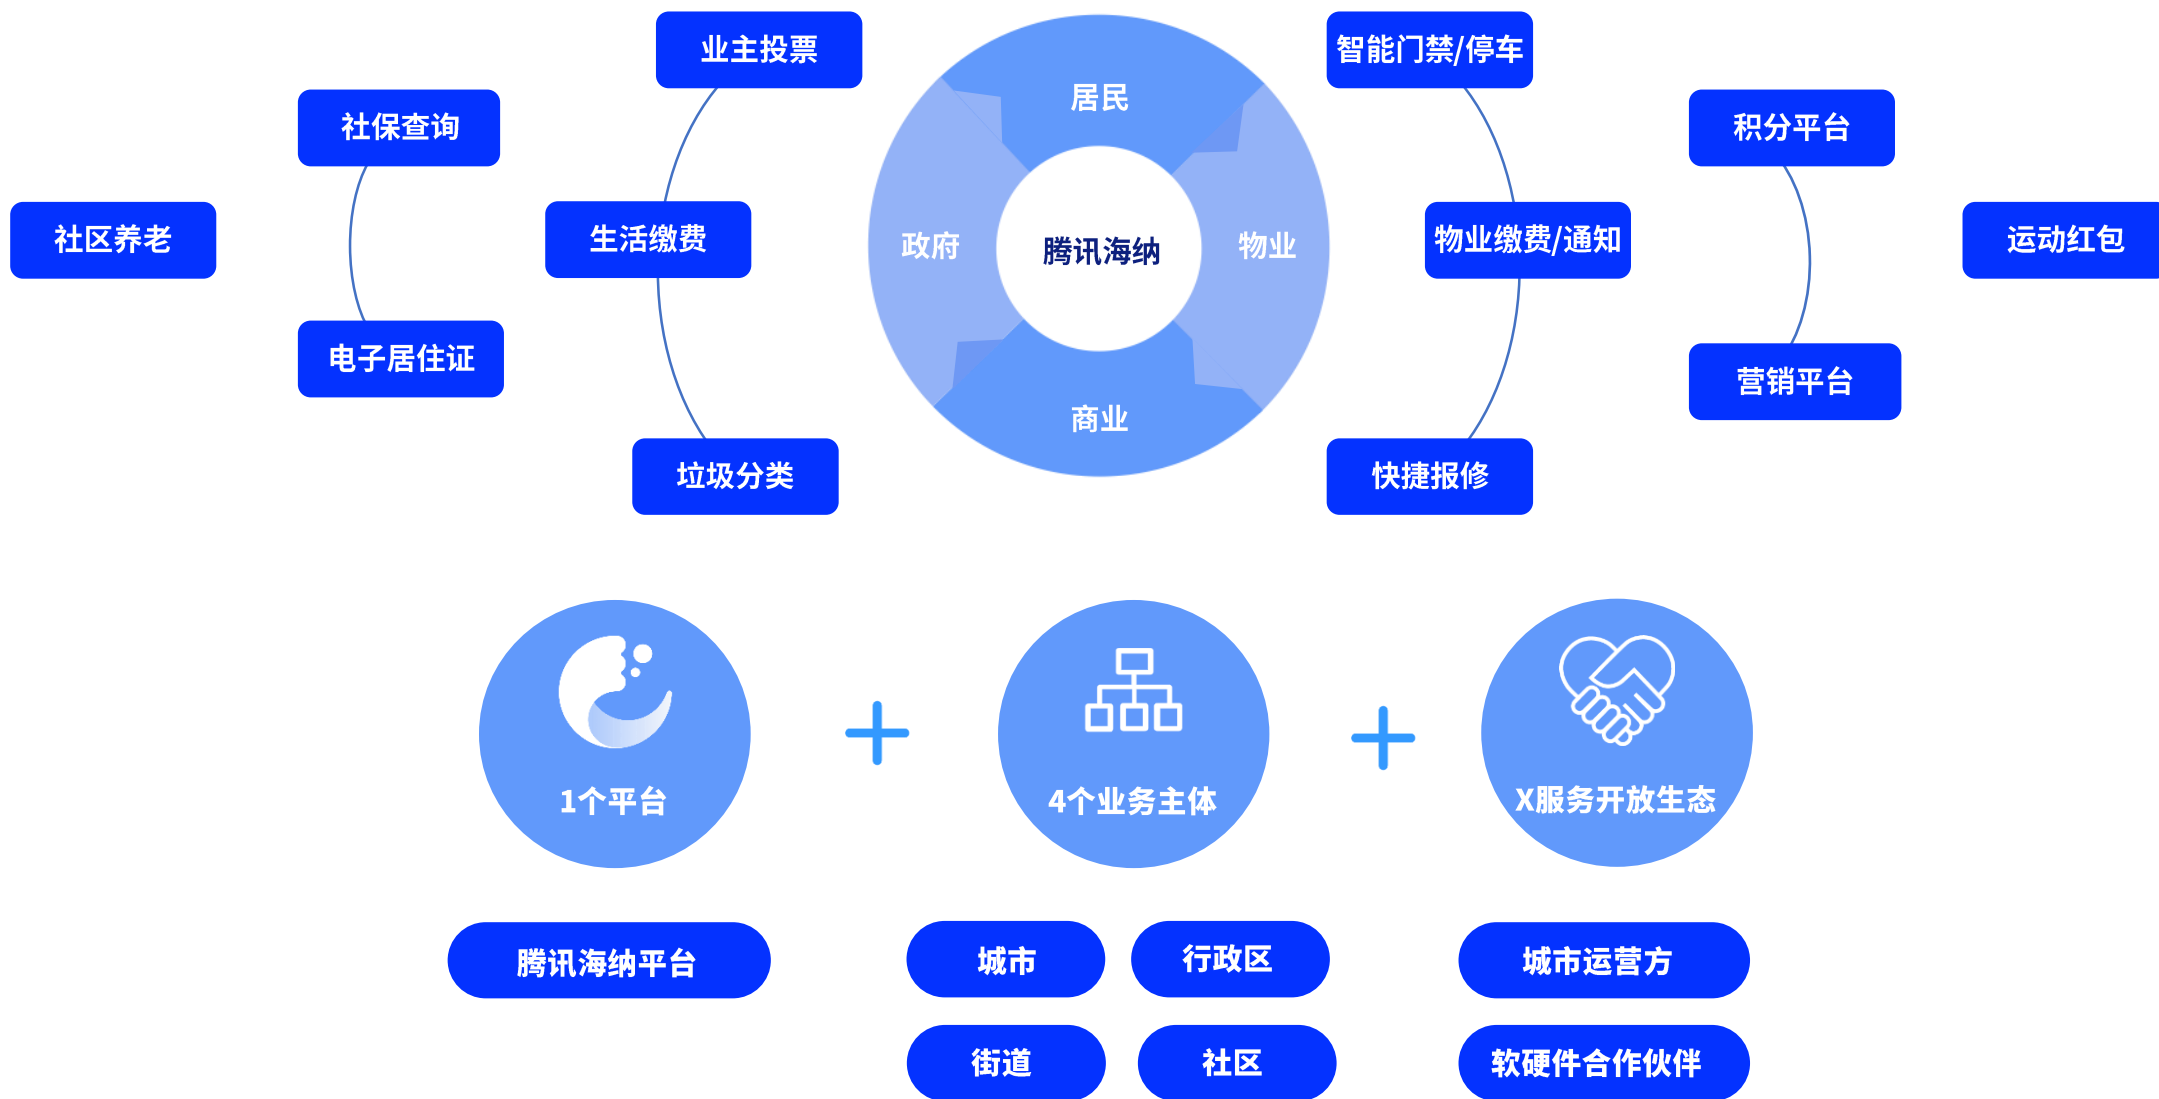 业主投票
智能门禁/停车
社保查询
居民
积分平台
社区养老
生活缴费
政府
腾讯海纳
物业
物业缴费/通知
运动红包
电子居住证
商业
营销平台
垃圾分类
快捷报修
1个平台
4个业务主体
X服务开放生态
腾讯海纳平台
城市
行政区
城市运营方
街道
社区
软硬件合作伙伴